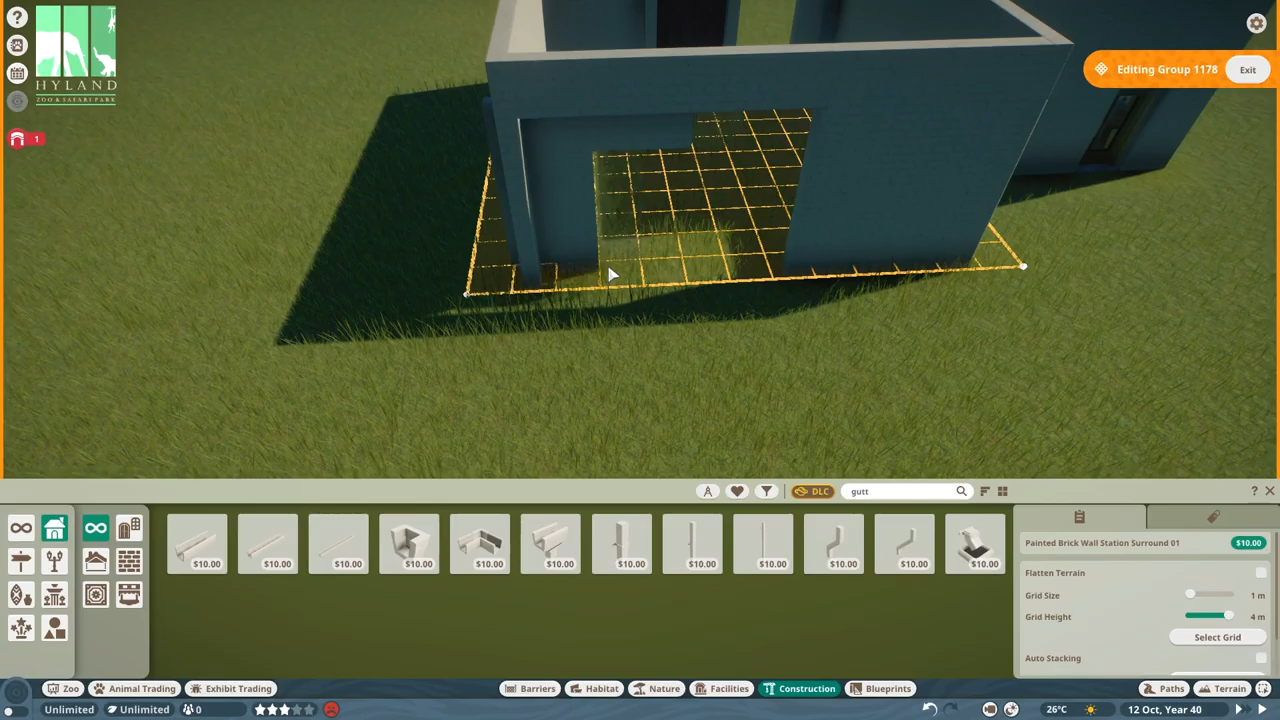 ?
HYLAND
ZOO & SAFARI PARK
1
Editing Group 1178
Exit
DLC
gutt
?
$10.00 $10.00 $10.00 $10.00 $10.00 $10.00 $10.00 $10.00 $10.00 $10.00 $10.00 $10.00
Painted Brick Wall Station Surround 01 $10.00
Flatten Terrain
Grid Size 1 m
Grid Height 4 m
Select Grid
Auto Stacking
Zoo Animal Trading Exhibit Trading Barriers Habitat Nature Facilities Construction Blueprints Paths Terrain
Unlimited Unlimited 0 26°C 12 Oct, Year 40